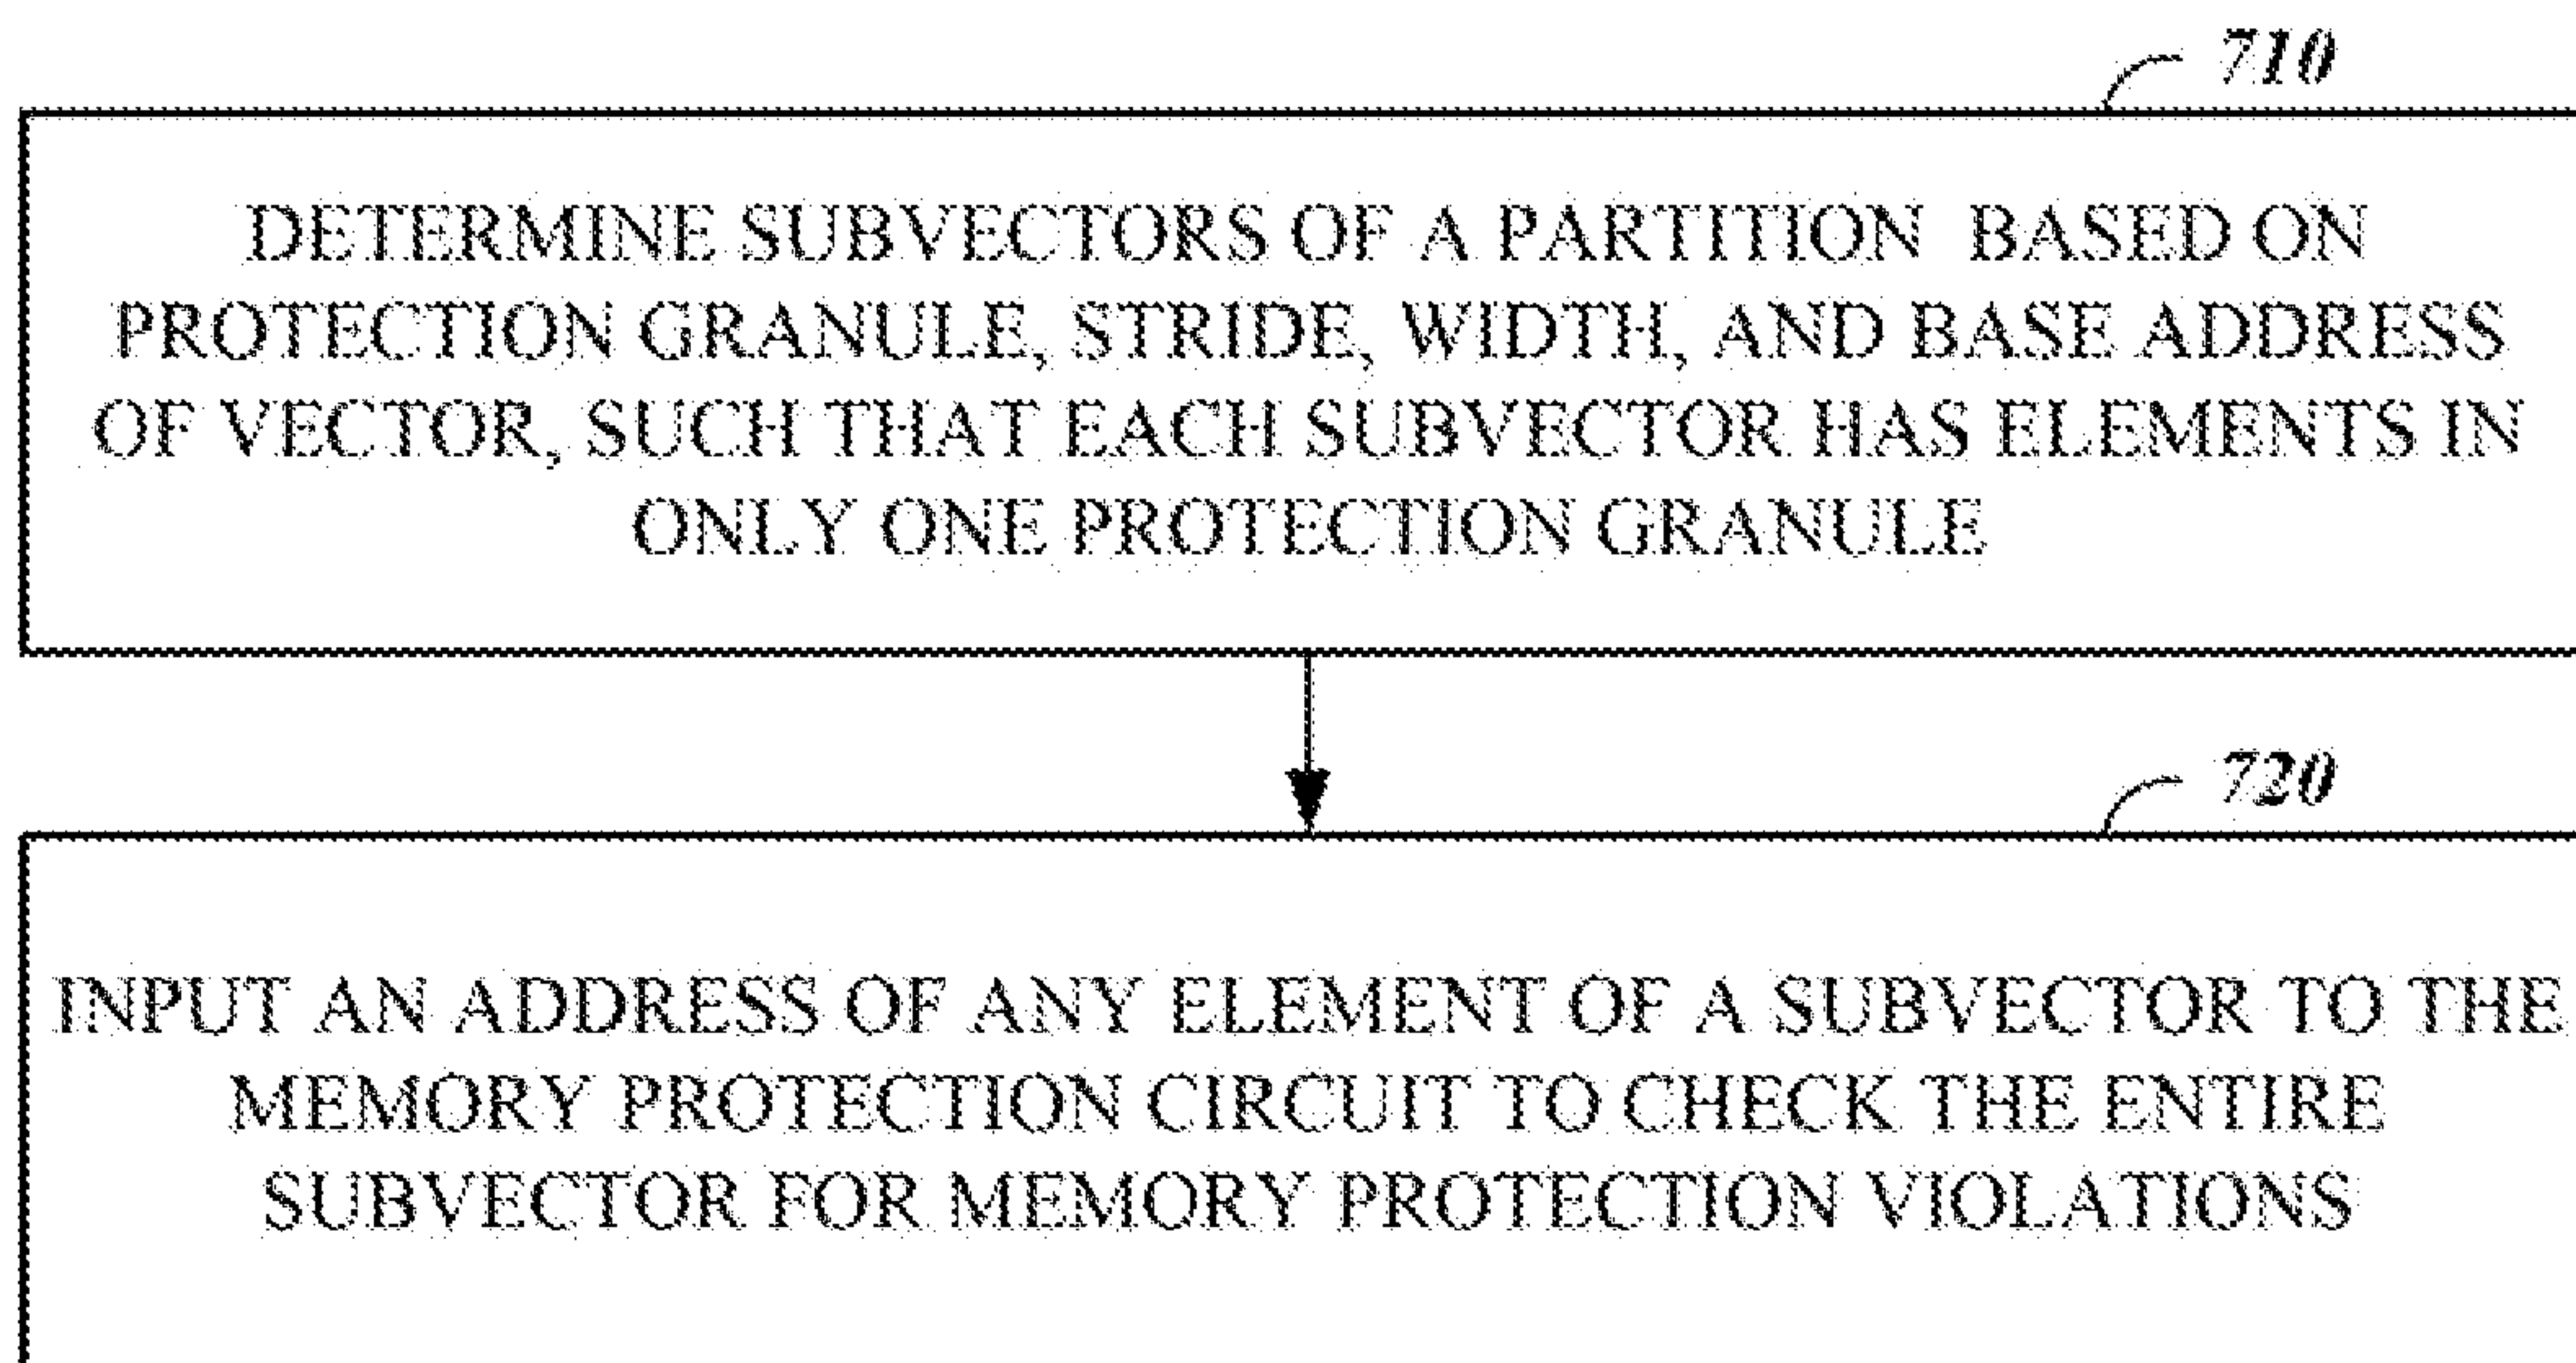 710
DETERMINE SUBVECTORS OF A PARTITION BASED ON
PROTECTION GRANULE, STRIDE, WIDTH, AND BASE ADDRESS
OF VECTOR, SUCH THAT EACH SUBVECTOR HAS ELEMENTS IN
ONLY ONE PROTECTION GRANULE
720
INPUT AN ADDRESS OF ANY ELEMENT OF A SUBVECTOR TO THE
MEMORY PROTECTION CIRCUIT TO CHECK THE ENTIRE
SUBVECTOR FOR MEMORY PROTECTION VIOLATIONS